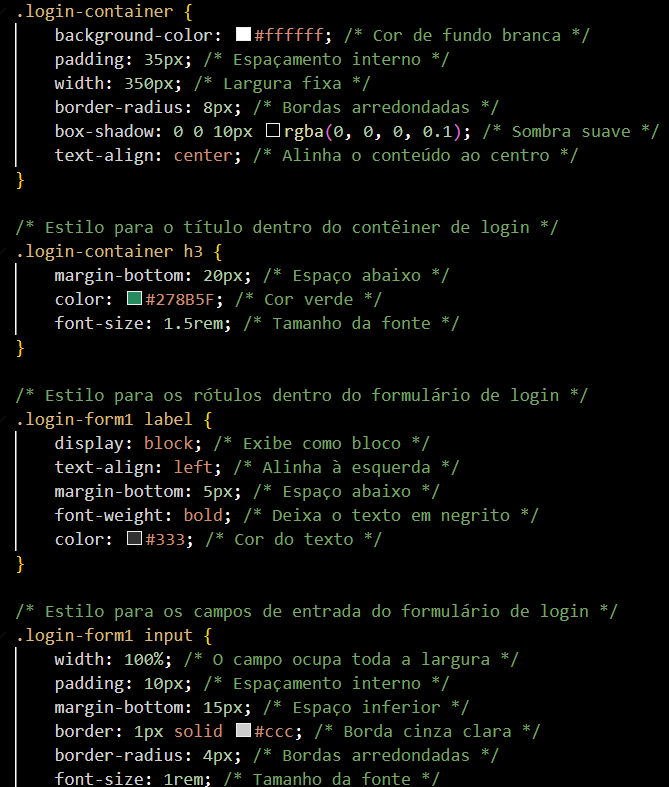 .login-container {
    background-color: #ffffff; /* Cor de fundo branca */
    padding: 35px; /* Espaçamento interno */
    width: 350px; /* Largura fixa */
    border-radius: 8px; /* Bordas arredondadas */
    box-shadow: 0 0 10px rgba(0, 0, 0, 0.1); /* Sombra suave */
    text-align: center; /* Alinha o conteúdo ao centro */
}

/* Estilo para o título dentro do contêiner de login */
.login-container h3 {
    margin-bottom: 20px; /* Espaço abaixo */
    color: #278B5F; /* Cor verde */
    font-size: 1.5rem; /* Tamanho da fonte */
}

/* Estilo para os rótulos dentro do formulário de login */
.login-form1 label {
    display: block; /* Exibe como bloco */
    text-align: left; /* Alinha à esquerda */
    margin-bottom: 5px; /* Espaço abaixo */
    font-weight: bold; /* Deixa o texto em negrito */
    color: #333; /* Cor do texto */
}

/* Estilo para os campos de entrada do formulário de login */
.login-form1 input {
    width: 100%; /* O campo ocupa toda a largura */
    padding: 10px; /* Espaçamento interno */
    margin-bottom: 15px; /* Espaço inferior */
    border: 1px solid #ccc; /* Borda cinza clara */
    border-radius: 4px; /* Bordas arredondadas */
    font-size: 1rem; /* Tamanho da fonte */